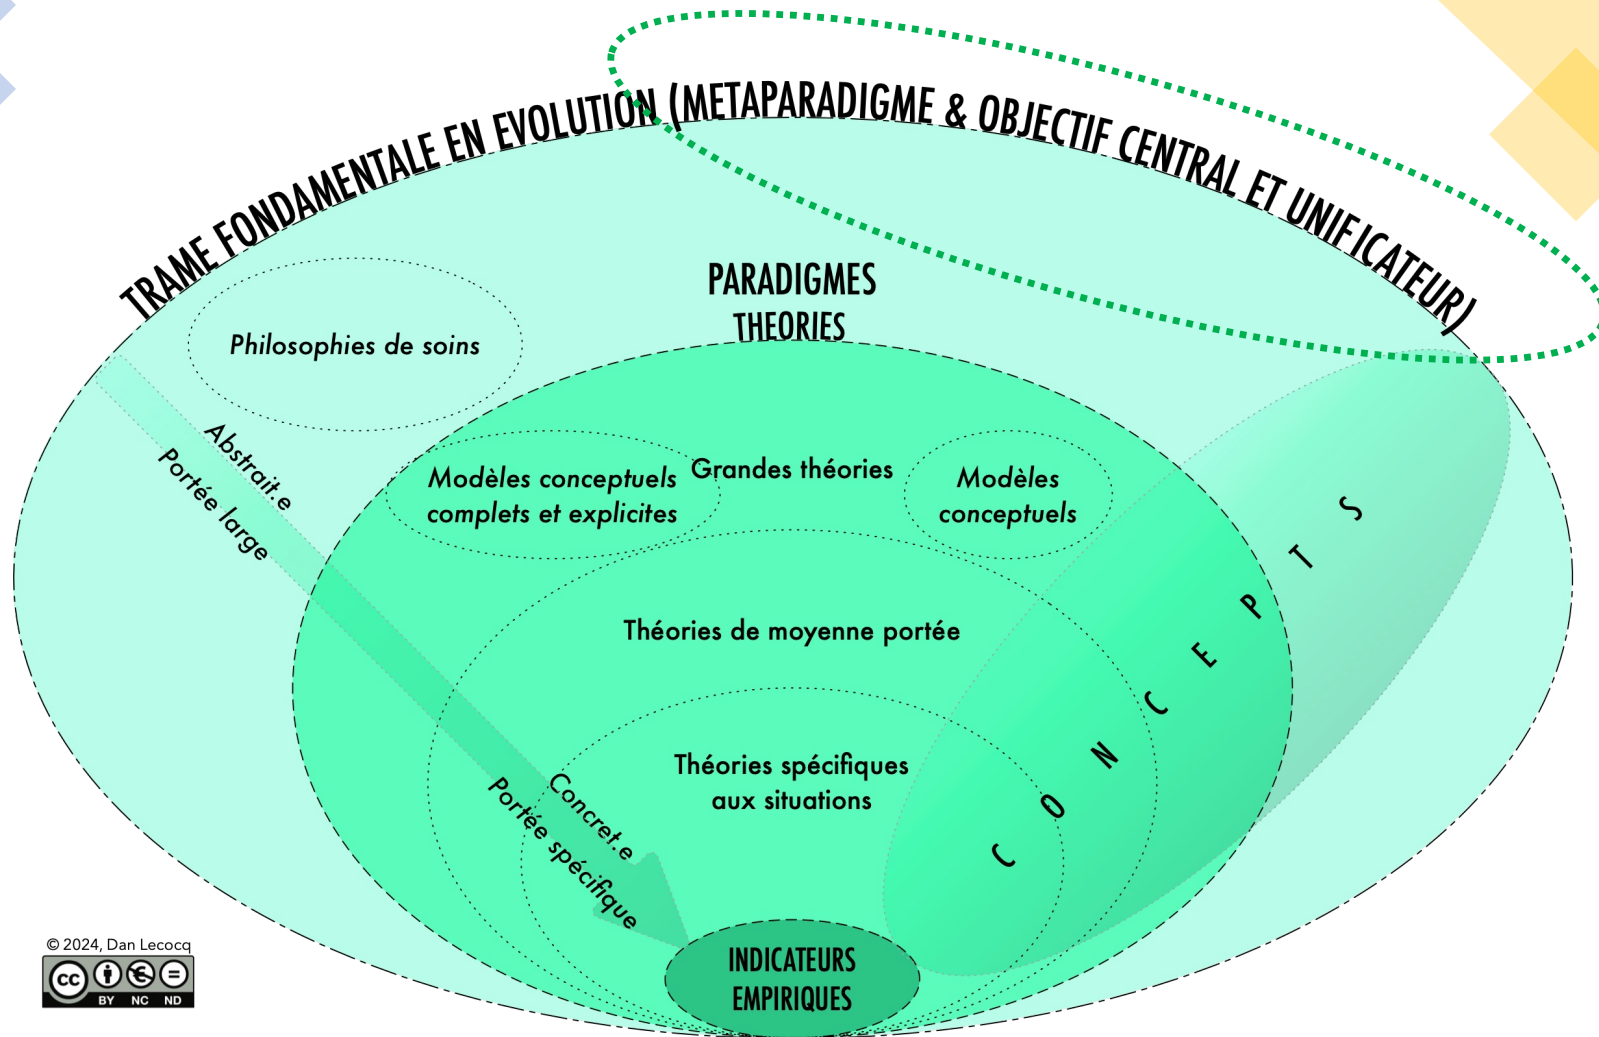 TRAME FONDAMENTALE EN EVOLUTION (METAPARADIGME & OBJECTIF CENTRAL ET UNIFICATEUR)
PARADIGMES
THEORIES
Philosophies de soins
Abstrait.e
Portée large
Modèles conceptuels
complets et explicites
Grandes théories
Modèles
conceptuels
Théories de moyenne portée
CONCEPTS
Théories spécifiques
aux situations
Concret.e
Portée spécifique
INDICATEURS
EMPIRIQUES
© 2024, Dan Lecocq
cc
BY NC ND